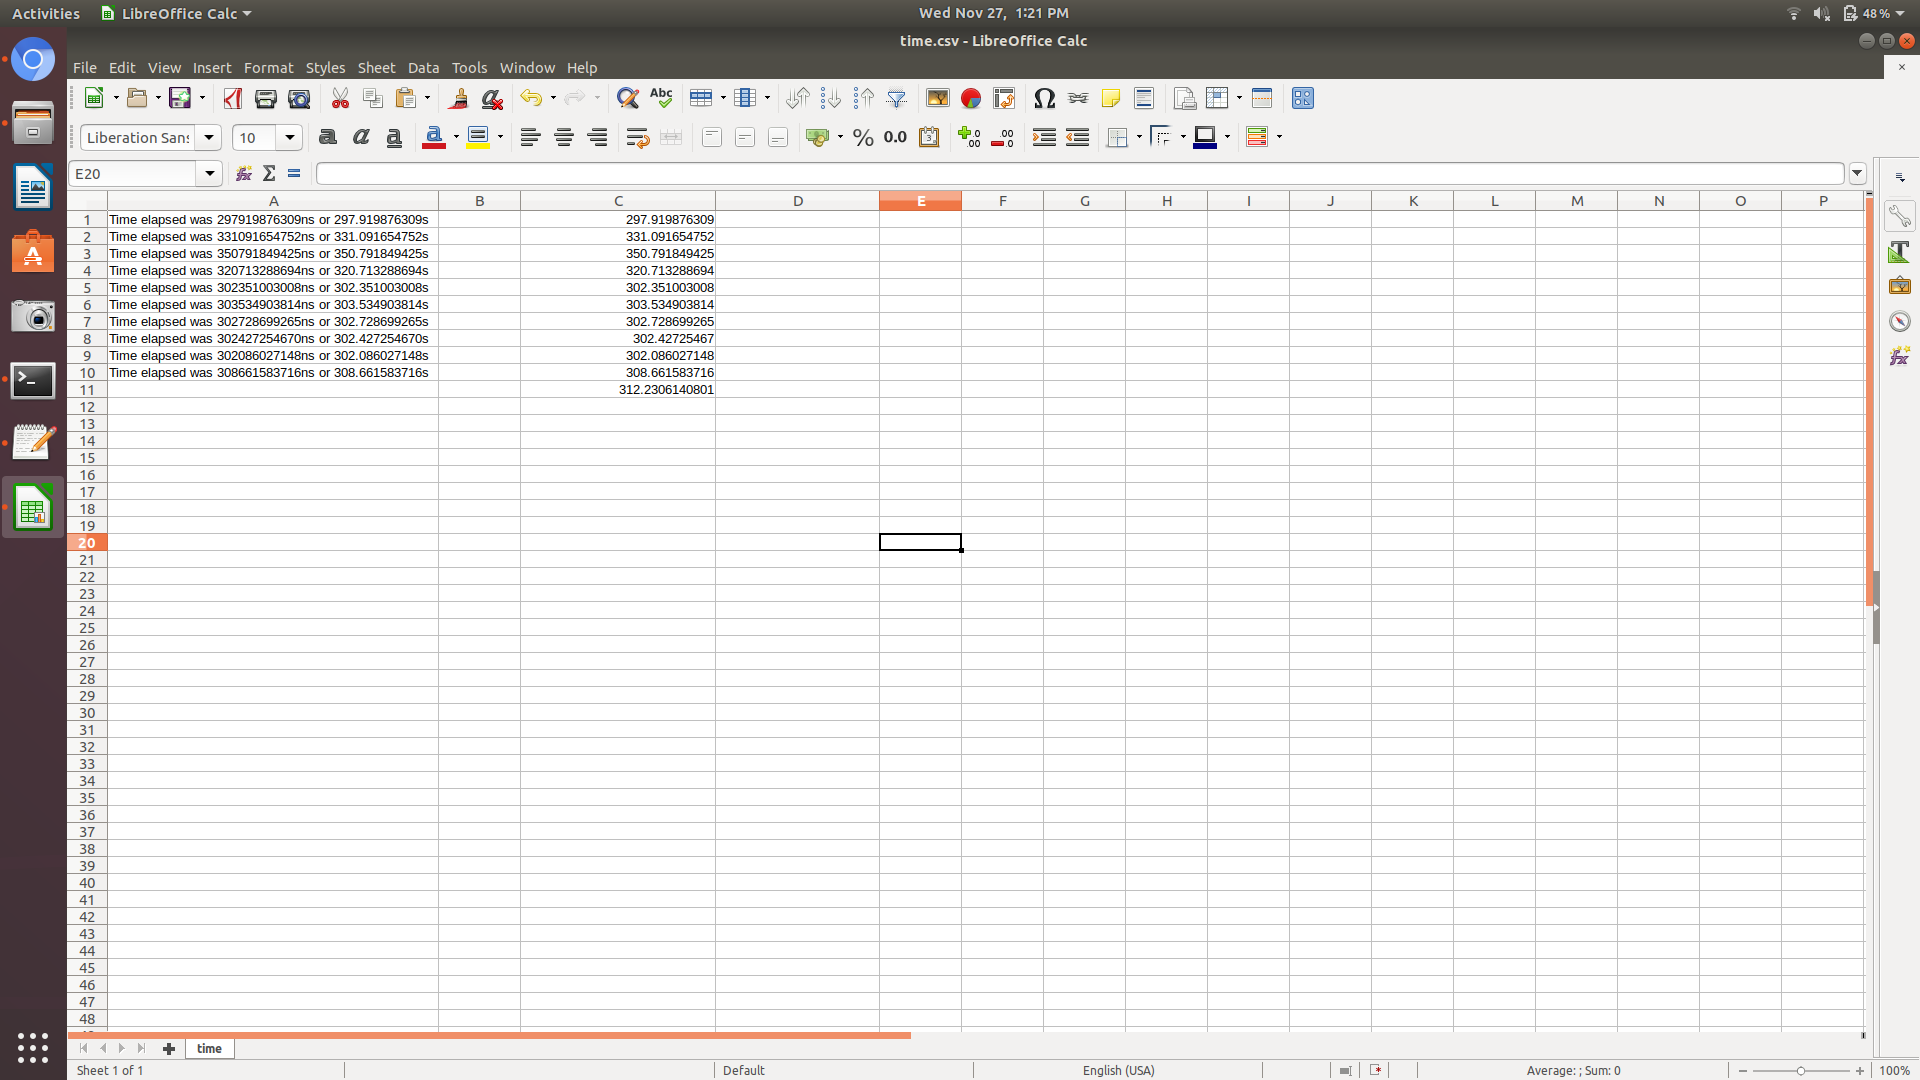 Activities LibreOffice Calc Wed Nov 27, 1:21 PM 48%
time.csv - LibreOffice Calc
File Edit View Insert Format Styles Sheet Data Tools Window Help
Liberation Sans 10
E20
A B C D E F G H I J K L M N O P
1 Time elapsed was 297919876309ns or 297.919876309s 297.919876309
2 Time elapsed was 331091654752ns or 331.091654752s 331.091654752
3 Time elapsed was 350791849425ns or 350.791849425s 350.791849425
4 Time elapsed was 320713288694ns or 320.713288694s 320.713288694
5 Time elapsed was 302351003008ns or 302.351003008s 302.351003008
6 Time elapsed was 303534903814ns or 303.534903814s 303.534903814
7 Time elapsed was 302728699265ns or 302.728699265s 302.728699265
8 Time elapsed was 302427254670ns or 302.427254670s 302.42725467
9 Time elapsed was 302086027148ns or 302.086027148s 302.086027148
10 Time elapsed was 308661583716ns or 308.661583716s 308.661583716
11 312.2306140801
12
13
14
15
16
17
18
19
20
21
22
23
24
25
26
27
28
29
30
31
32
33
34
35
36
37
38
39
40
41
42
43
44
45
46
47
48
time
Sheet 1 of 1 Default English (USA) Average: ; Sum: 0 100%